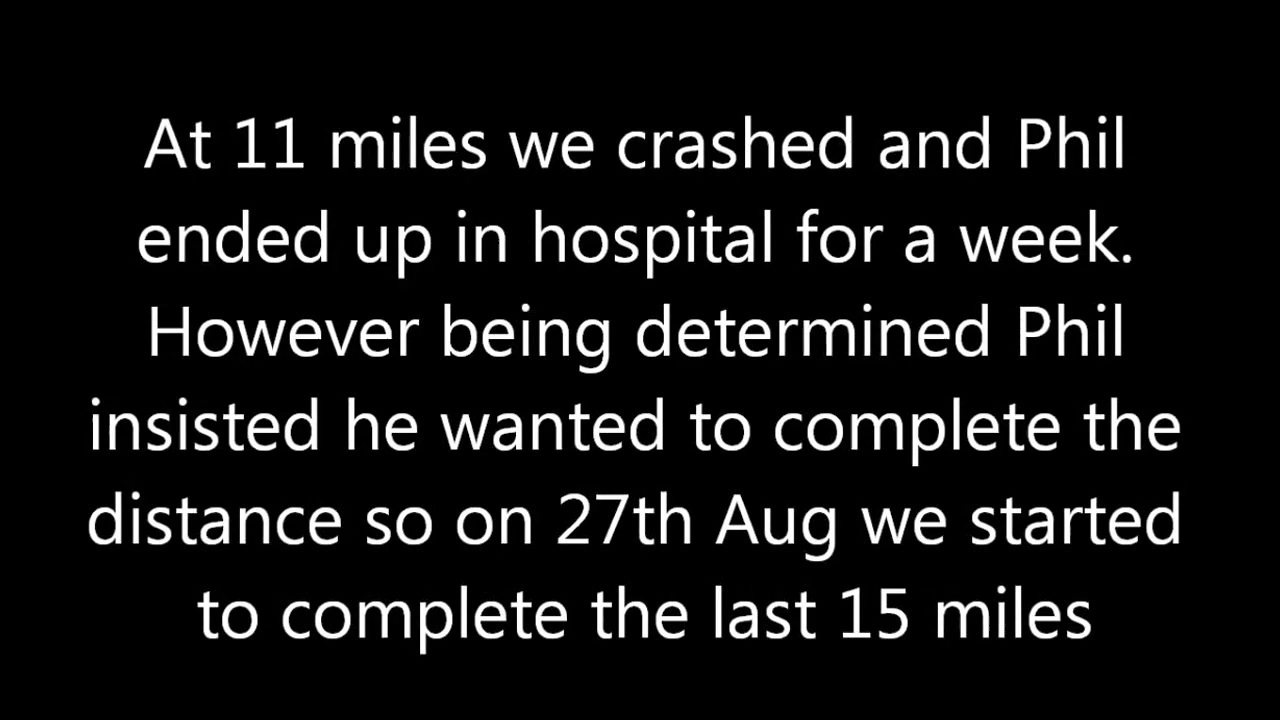 At 11 miles we crashed and Phil
ended up in hospital for a week.
However being determined Phil
insisted he wanted to complete the
distance so on 27th Aug we started
to complete the last 15 miles